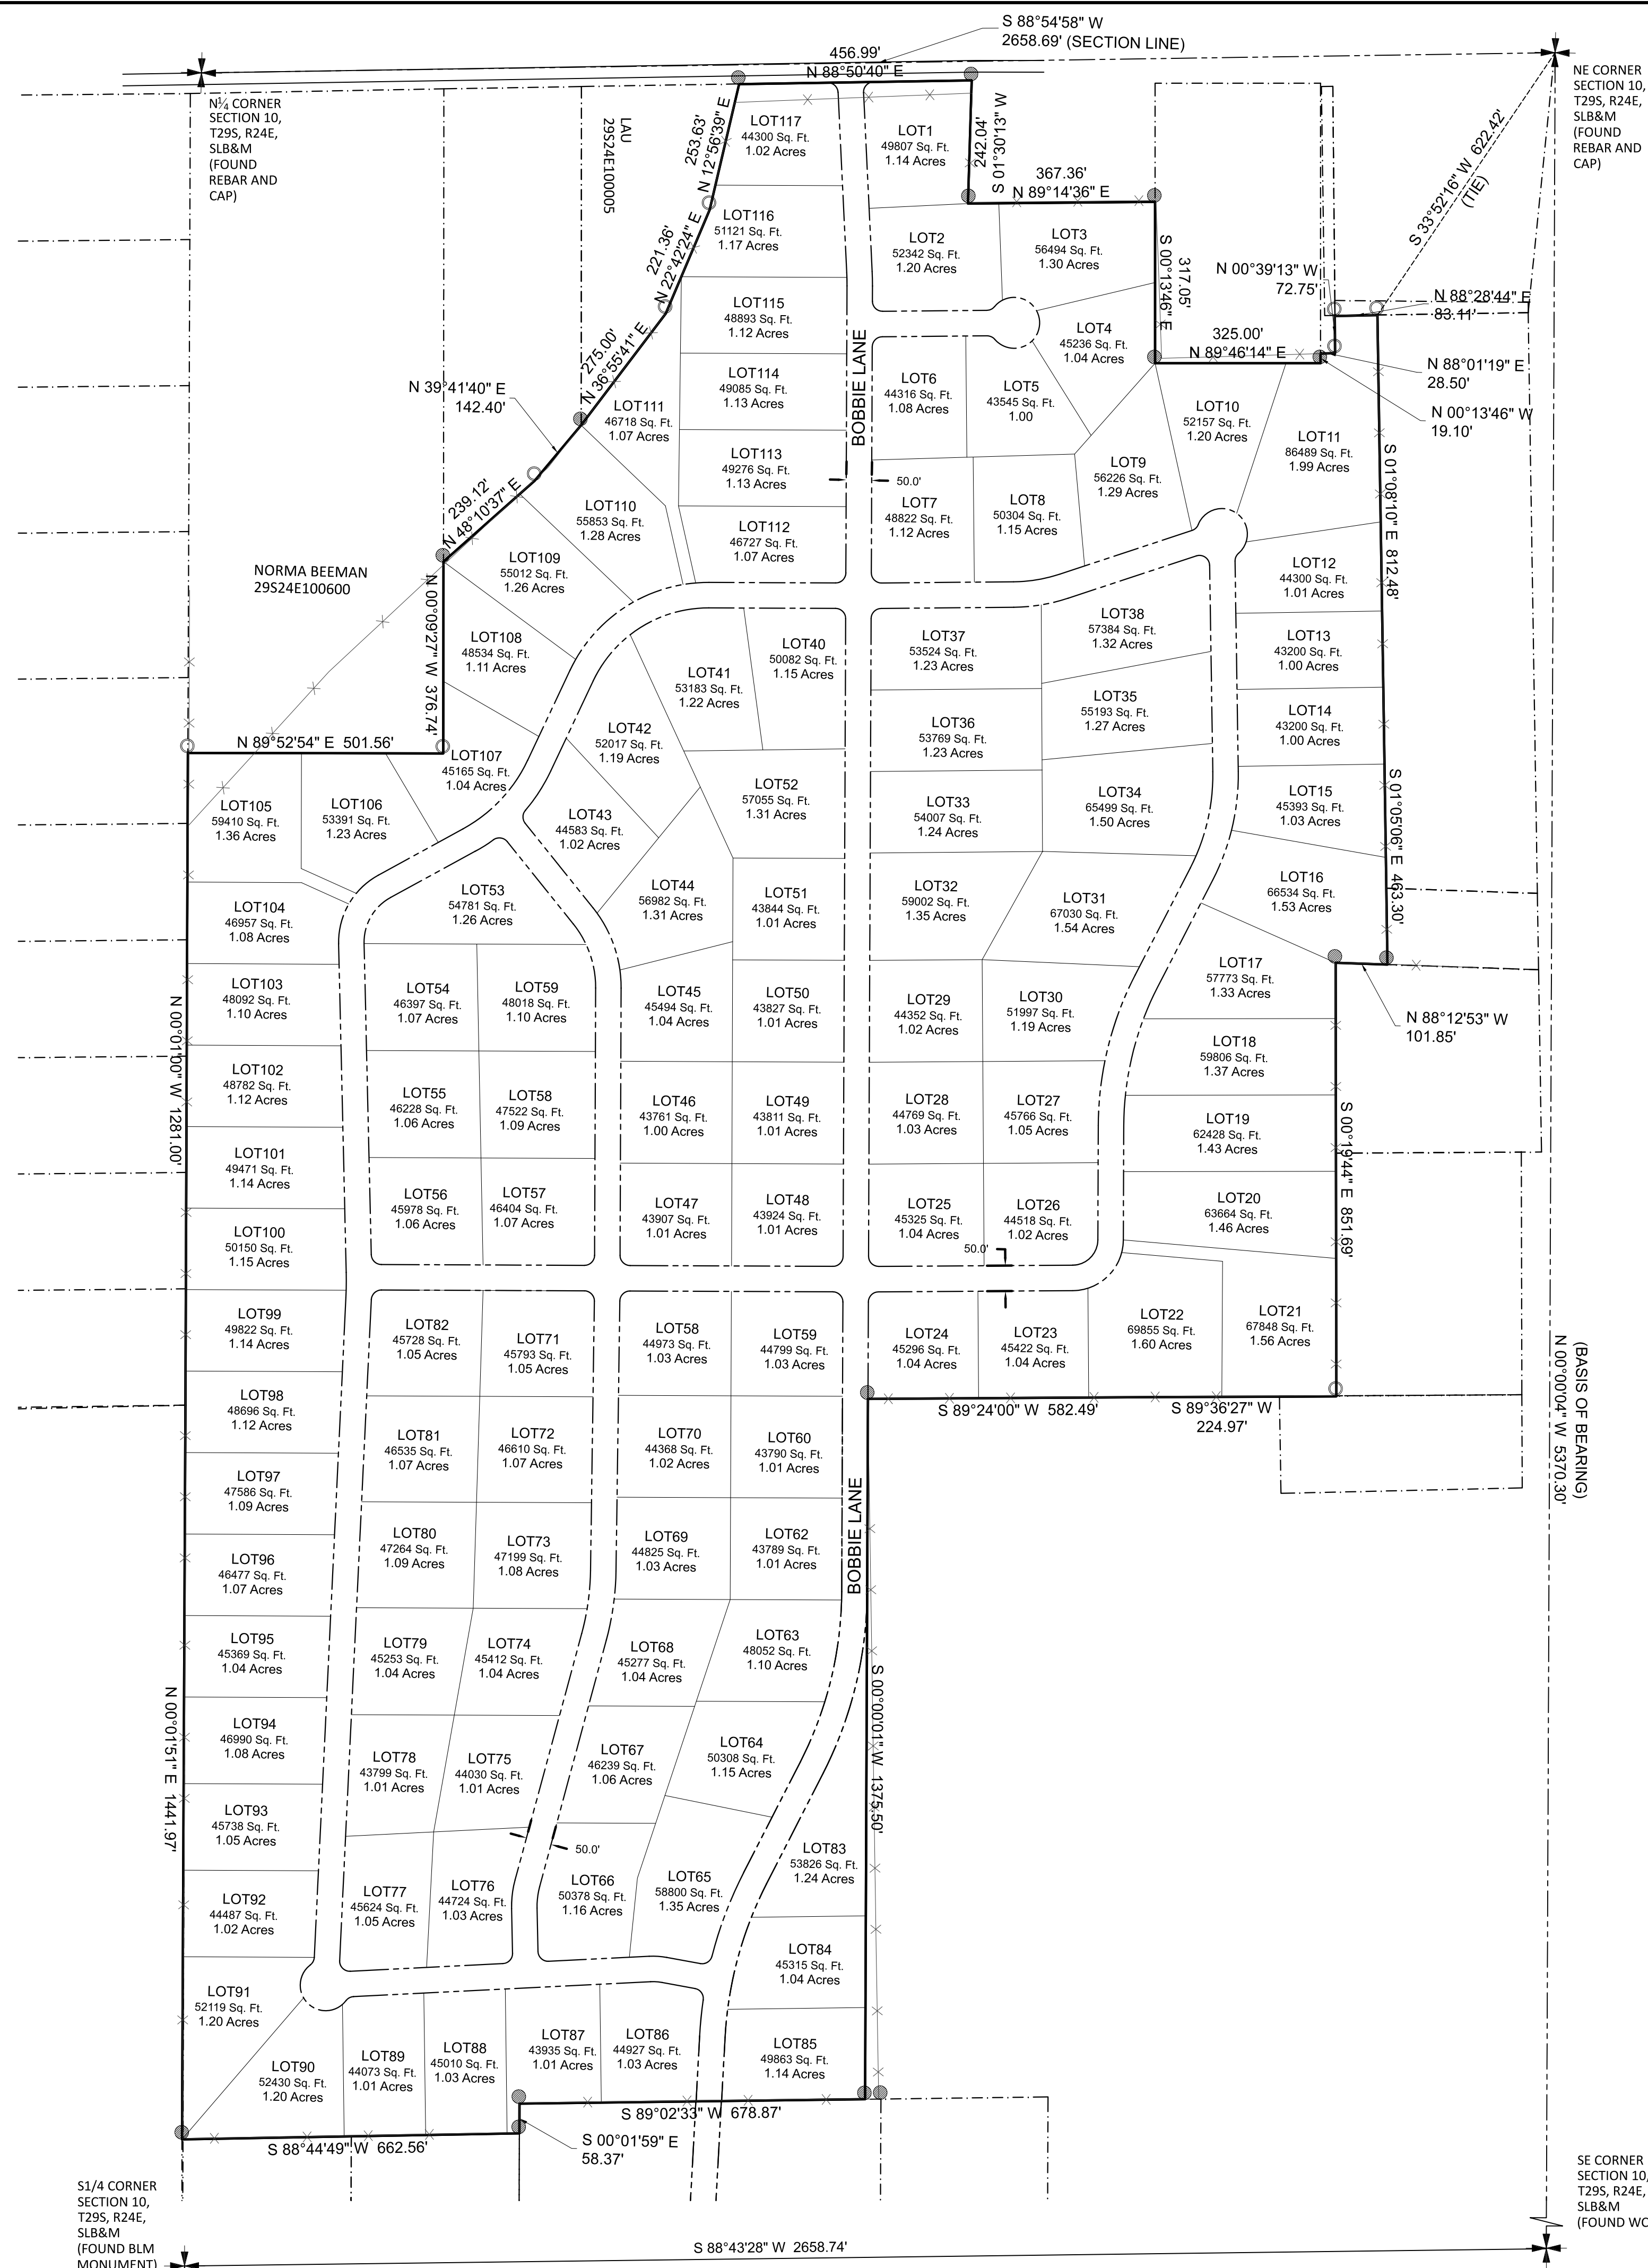 S 88°54'58" W
2658.69' (SECTION LINE)
456.99'
N 88°50'40" E
N¼ CORNER
SECTION 10,
T29S, R24E,
SLB&M
(FOUND
REBAR AND
CAP)
NE CORNER
SECTION 10,
T29S, R24E,
SLB&M
(FOUND
REBAR AND
CAP)
S 33°52'16" W 622.42'
(TIE)
LAU
29S24E100005
253.63'
N 12°56'39" E
LOT117
44300 Sq. Ft.
1.02 Acres
LOT1
49807 Sq. Ft.
1.14 Acres
242.04'
S 01°30'13" W
367.36'
N 89°14'36" E
LOT116
51121 Sq. Ft.
1.17 Acres
LOT2
52342 Sq. Ft.
1.20 Acres
LOT3
56494 Sq. Ft.
1.30 Acres
221.36'
N 22°42'24" E
317.05'
S 00°13'46" E
N 00°39'13" W
72.75'
N 88°28'44" E
83.11'
LOT115
48893 Sq. Ft.
1.12 Acres
LOT4
45236 Sq. Ft.
1.04 Acres
325.00'
N 89°46'14" E
N 88°01'19" E
28.50'
N 00°13'46" W
19.10'
275.00'
N 36°55'41" E
N 39°41'40" E
142.40'
LOT114
49085 Sq. Ft.
1.13 Acres
BOBBIE LANE
LOT6
44316 Sq. Ft.
1.08 Acres
LOT5
43545 Sq. Ft.
1.00
LOT111
46718 Sq. Ft.
1.07 Acres
LOT10
52157 Sq. Ft.
1.20 Acres
LOT11
86489 Sq. Ft.
1.99 Acres
LOT113
49276 Sq. Ft.
1.13 Acres
50.0'
LOT9
56226 Sq. Ft.
1.29 Acres
S 01°08'10" E 812.48'
239.12'
N 48°10'37" E
LOT110
55853 Sq. Ft.
1.28 Acres
LOT7
48822 Sq. Ft.
1.12 Acres
LOT8
50304 Sq. Ft.
1.15 Acres
LOT112
46727 Sq. Ft.
1.07 Acres
NORMA BEEMAN
29S24E100600
LOT109
55012 Sq. Ft.
1.26 Acres
LOT12
44300 Sq. Ft.
1.01 Acres
N 00°09'27" W 376.74'
LOT108
48534 Sq. Ft.
1.11 Acres
LOT40
50082 Sq. Ft.
1.15 Acres
LOT37
53524 Sq. Ft.
1.23 Acres
LOT38
57384 Sq. Ft.
1.32 Acres
LOT13
43200 Sq. Ft.
1.00 Acres
LOT41
53183 Sq. Ft.
1.22 Acres
LOT35
55193 Sq. Ft.
1.27 Acres
LOT14
43200 Sq. Ft.
1.00 Acres
N 89°52'54" E 501.56'
LOT42
52017 Sq. Ft.
1.19 Acres
LOT36
53769 Sq. Ft.
1.23 Acres
LOT107
45165 Sq. Ft.
1.04 Acres
LOT52
57055 Sq. Ft.
1.31 Acres
LOT34
65499 Sq. Ft.
1.50 Acres
LOT15
45393 Sq. Ft.
1.03 Acres
S 01°05'06" E 463.30'
LOT105
59410 Sq. Ft.
1.36 Acres
LOT106
53391 Sq. Ft.
1.23 Acres
LOT43
44583 Sq. Ft.
1.02 Acres
LOT33
54007 Sq. Ft.
1.24 Acres
LOT53
54781 Sq. Ft.
1.26 Acres
LOT44
56982 Sq. Ft.
1.31 Acres
LOT51
43844 Sq. Ft.
1.01 Acres
LOT32
59002 Sq. Ft.
1.35 Acres
LOT31
67030 Sq. Ft.
1.54 Acres
LOT16
66534 Sq. Ft.
1.53 Acres
LOT104
46957 Sq. Ft.
1.08 Acres
LOT103
48092 Sq. Ft.
1.10 Acres
LOT54
46397 Sq. Ft.
1.07 Acres
LOT59
48018 Sq. Ft.
1.10 Acres
LOT45
45494 Sq. Ft.
1.04 Acres
LOT50
43827 Sq. Ft.
1.01 Acres
LOT29
44352 Sq. Ft.
1.02 Acres
LOT30
51997 Sq. Ft.
1.19 Acres
LOT17
57773 Sq. Ft.
1.33 Acres
N 88°12'53" W
101.85'
N 00°01'00" W 1281.00'
LOT102
48782 Sq. Ft.
1.12 Acres
LOT55
46228 Sq. Ft.
1.06 Acres
LOT58
47522 Sq. Ft.
1.09 Acres
LOT46
43761 Sq. Ft.
1.00 Acres
LOT49
43811 Sq. Ft.
1.01 Acres
LOT28
44769 Sq. Ft.
1.03 Acres
LOT27
45766 Sq. Ft.
1.05 Acres
LOT18
59806 Sq. Ft.
1.37 Acres
LOT19
62428 Sq. Ft.
1.43 Acres
S 00°19'44" E 851.69'
LOT101
49471 Sq. Ft.
1.14 Acres
LOT56
45978 Sq. Ft.
1.06 Acres
LOT57
46404 Sq. Ft.
1.07 Acres
LOT47
43907 Sq. Ft.
1.01 Acres
LOT48
43924 Sq. Ft.
1.01 Acres
LOT25
45325 Sq. Ft.
1.04 Acres
LOT26
44518 Sq. Ft.
1.02 Acres
LOT20
63664 Sq. Ft.
1.46 Acres
LOT100
50150 Sq. Ft.
1.15 Acres
50.0'
LOT99
49822 Sq. Ft.
1.14 Acres
LOT82
45728 Sq. Ft.
1.05 Acres
LOT71
45793 Sq. Ft.
1.05 Acres
LOT58
44973 Sq. Ft.
1.03 Acres
LOT59
44799 Sq. Ft.
1.03 Acres
LOT24
45296 Sq. Ft.
1.04 Acres
LOT23
45422 Sq. Ft.
1.04 Acres
LOT22
69855 Sq. Ft.
1.60 Acres
LOT21
67848 Sq. Ft.
1.56 Acres
(BASIS OF BEARING)
N 00°00'04" W 5370.30'
S 89°24'00" W 582.49'
S 89°36'27" W
224.97'
LOT98
48696 Sq. Ft.
1.12 Acres
LOT81
46535 Sq. Ft.
1.07 Acres
LOT72
46610 Sq. Ft.
1.07 Acres
LOT70
44368 Sq. Ft.
1.02 Acres
LOT60
43790 Sq. Ft.
1.01 Acres
LOT97
47586 Sq. Ft.
1.09 Acres
BOBBIE LANE
LOT80
47264 Sq. Ft.
1.09 Acres
LOT73
47199 Sq. Ft.
1.08 Acres
LOT69
44825 Sq. Ft.
1.03 Acres
LOT62
43789 Sq. Ft.
1.01 Acres
LOT96
46477 Sq. Ft.
1.07 Acres
LOT95
45369 Sq. Ft.
1.04 Acres
LOT79
45253 Sq. Ft.
1.04 Acres
LOT74
45412 Sq. Ft.
1.04 Acres
LOT68
45277 Sq. Ft.
1.04 Acres
LOT63
48052 Sq. Ft.
1.10 Acres
N 00°01'51" E 1441.97'
S 00°00'01" W 1375.50'
LOT94
46990 Sq. Ft.
1.08 Acres
LOT78
43799 Sq. Ft.
1.01 Acres
LOT75
44030 Sq. Ft.
1.01 Acres
LOT67
46239 Sq. Ft.
1.06 Acres
LOT64
50308 Sq. Ft.
1.15 Acres
LOT93
45738 Sq. Ft.
1.05 Acres
50.0'
LOT83
53826 Sq. Ft.
1.24 Acres
LOT92
44487 Sq. Ft.
1.02 Acres
LOT77
45624 Sq. Ft.
1.05 Acres
LOT76
44724 Sq. Ft.
1.03 Acres
LOT66
50378 Sq. Ft.
1.16 Acres
LOT65
58800 Sq. Ft.
1.35 Acres
LOT84
45315 Sq. Ft.
1.04 Acres
LOT91
52119 Sq. Ft.
1.20 Acres
LOT90
52430 Sq. Ft.
1.20 Acres
LOT89
44073 Sq. Ft.
1.01 Acres
LOT88
45010 Sq. Ft.
1.03 Acres
LOT87
43935 Sq. Ft.
1.01 Acres
LOT86
44927 Sq. Ft.
1.03 Acres
LOT85
49863 Sq. Ft.
1.14 Acres
S 89°02'33" W 678.87'
S 88°44'49" W 662.56'
S 00°01'59" E
58.37'
S1/4 CORNER
SECTION 10,
T29S, R24E,
SLB&M
(FOUND BLM
MONUMENT)
SE CORNER
SECTION 10,
T29S, R24E,
SLB&M
(FOUND
S 88°43'28" W 2658.74'